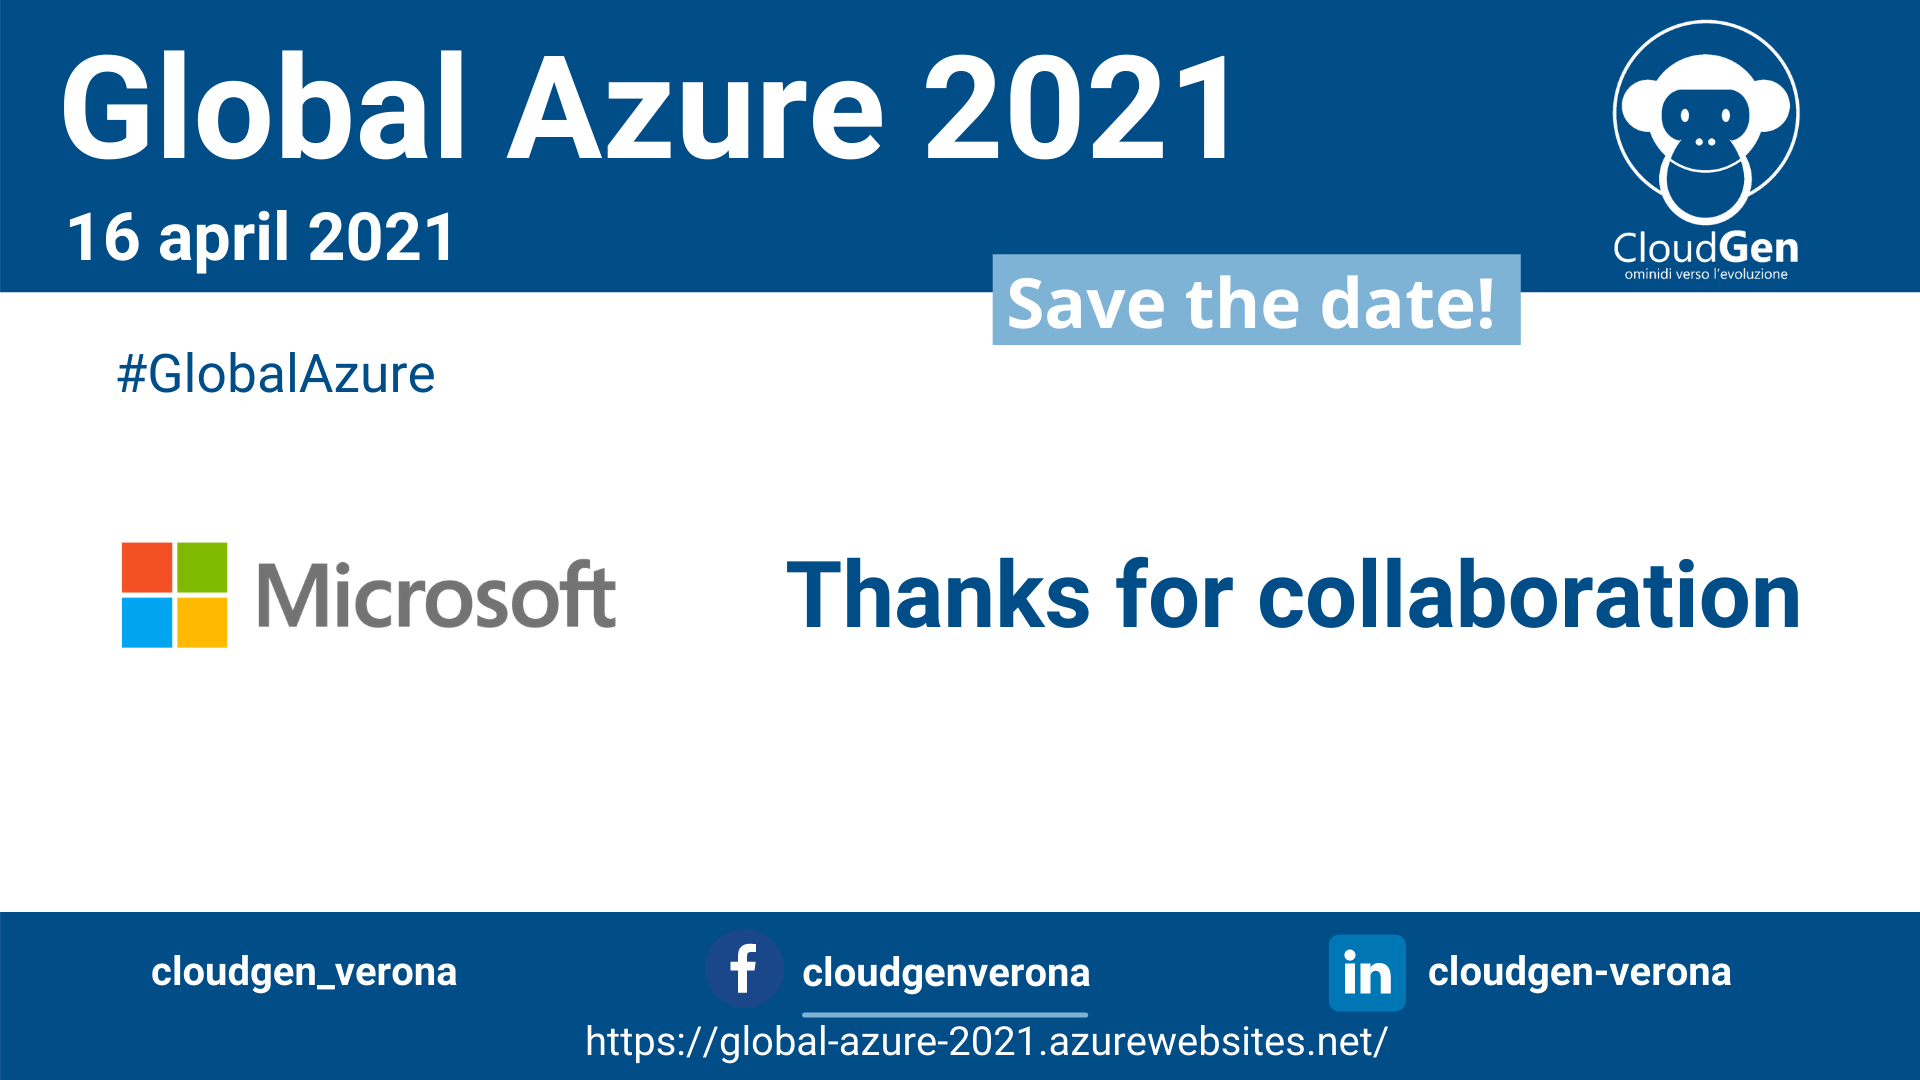 Global Azure 2021
16 april 2021
CloudGen
ominidi verso l'evoluzione
Save the date!
#GlobalAzure
Microsoft
Thanks for collaboration
cloudgen_verona
f
cloudgenverona
in
cloudgen-verona
https://global-azure-2021.azurewebsites.net/